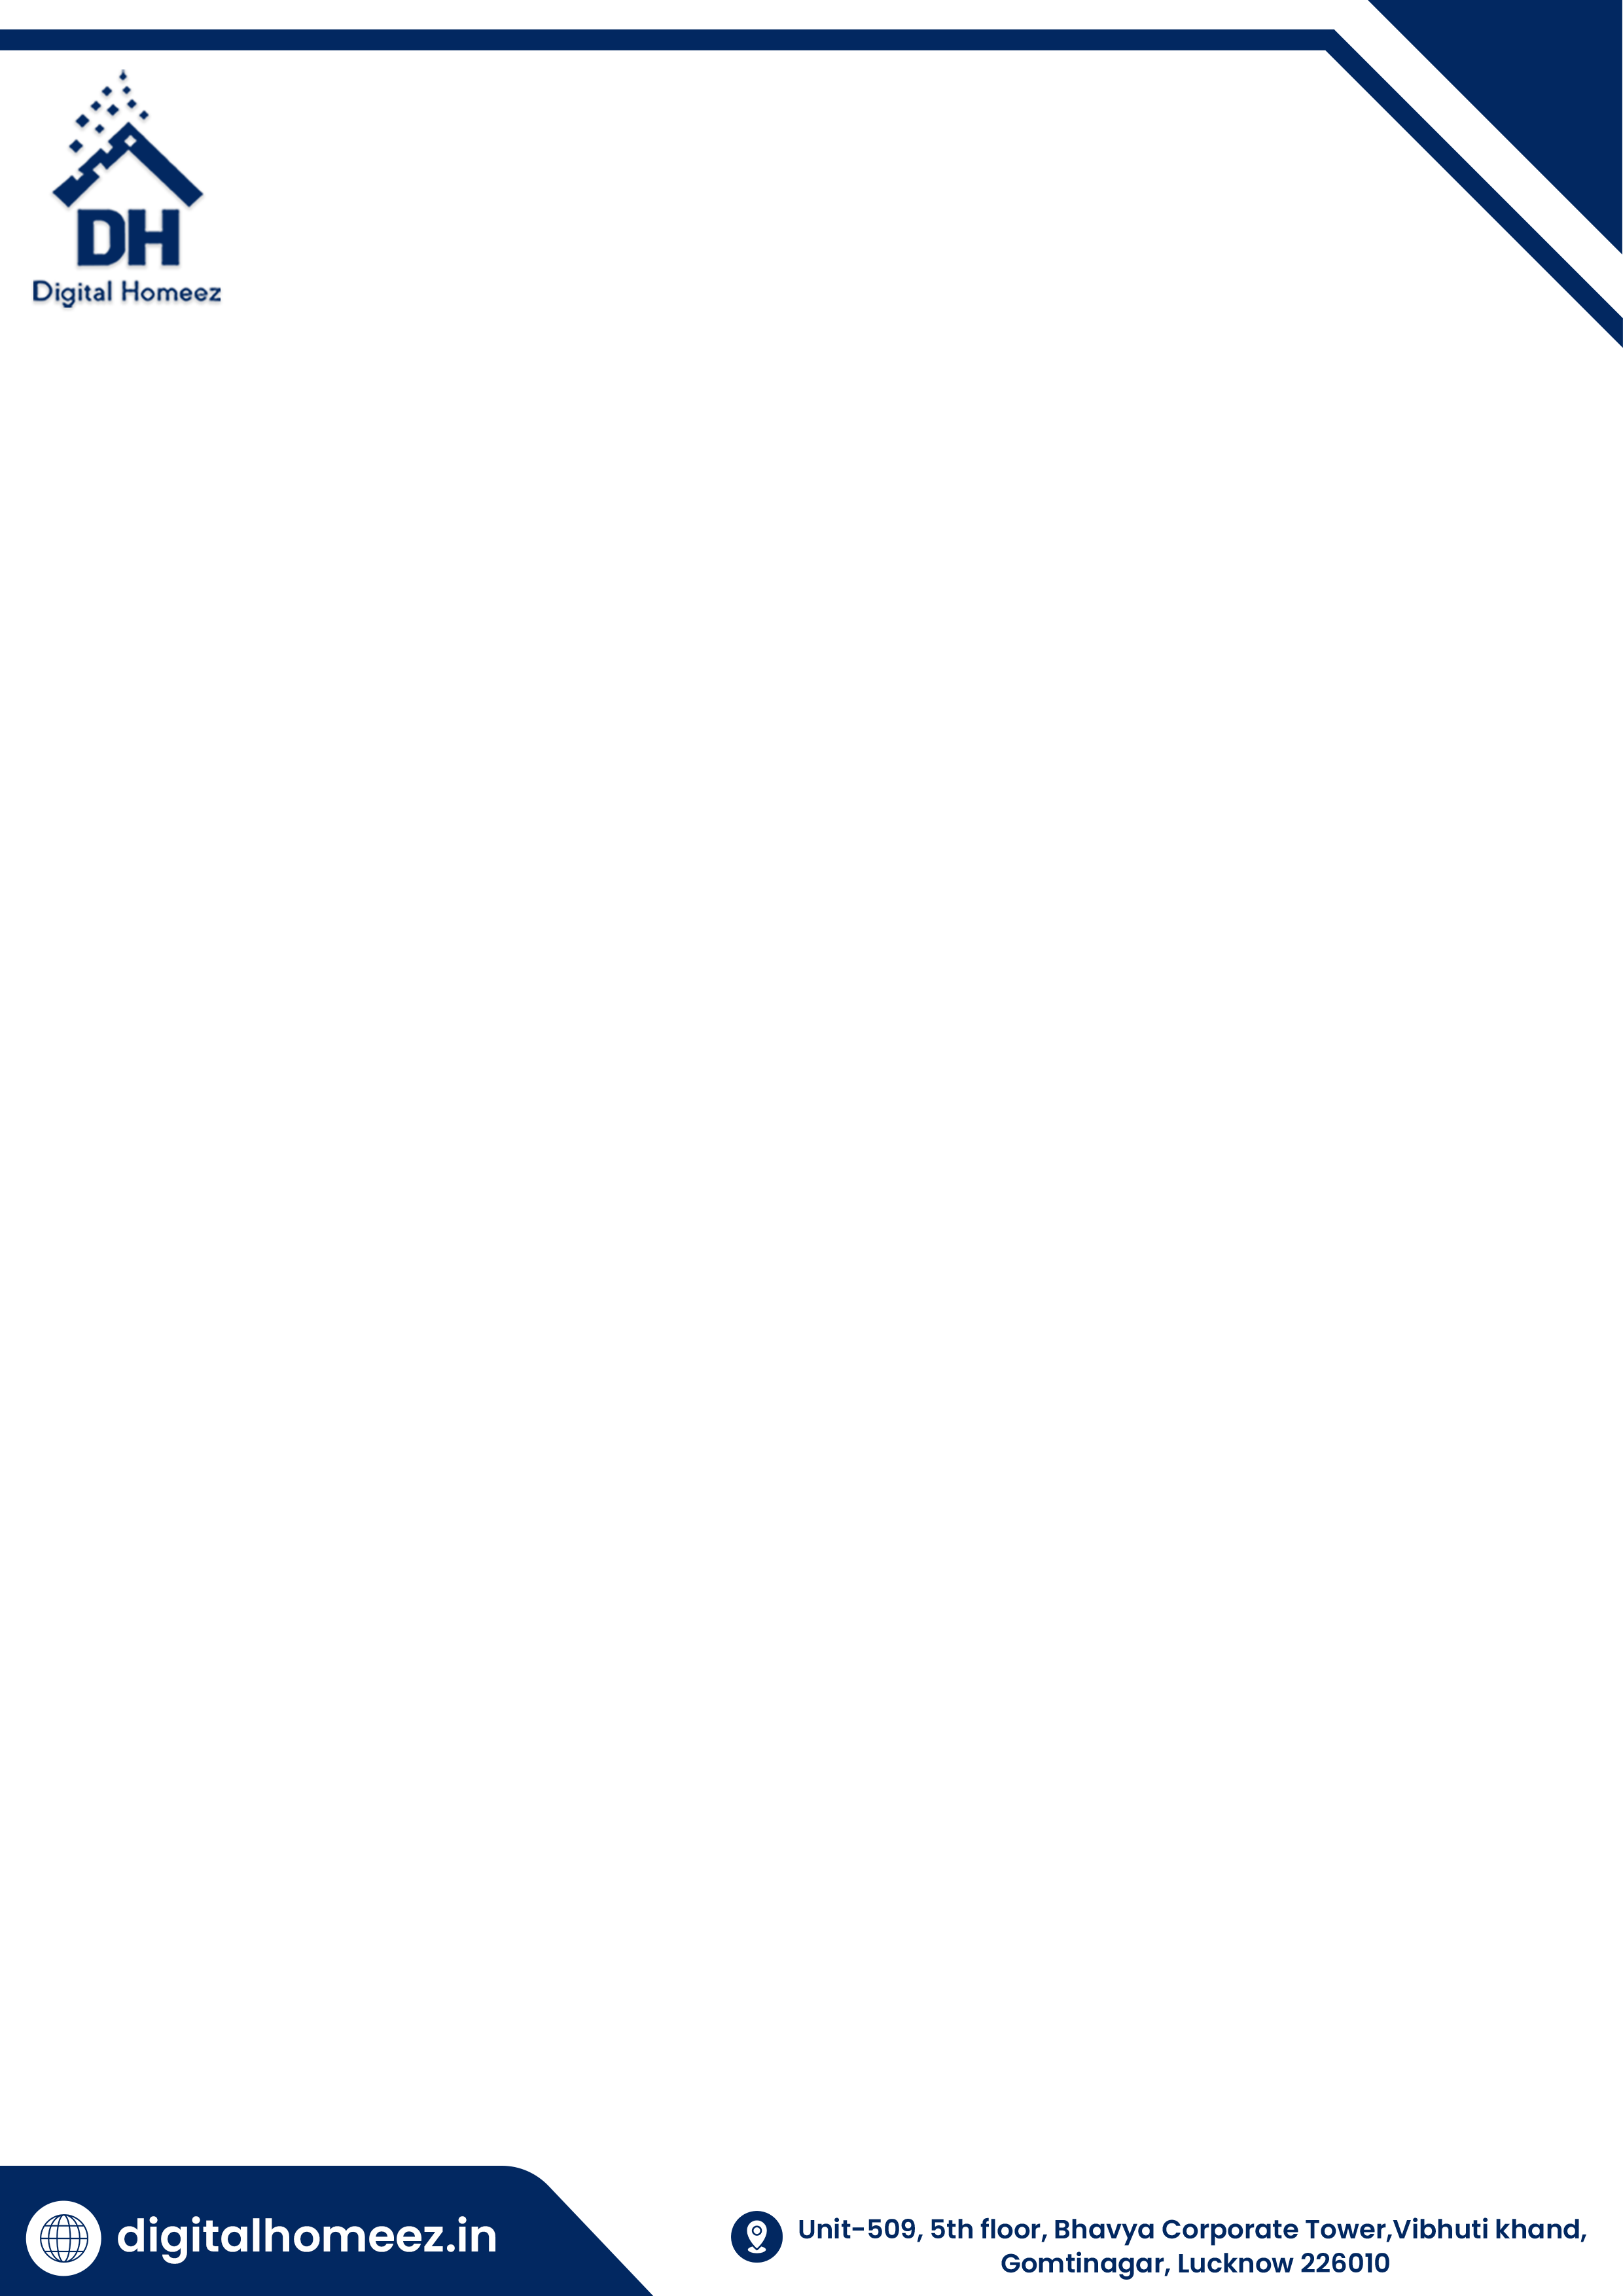 DH
Digital Homeez
digitalhomeez.in
Unit-509, 5th floor, Bhavya Corporate Tower,Vibhuti khand,
Gomtinagar, Lucknow 226010